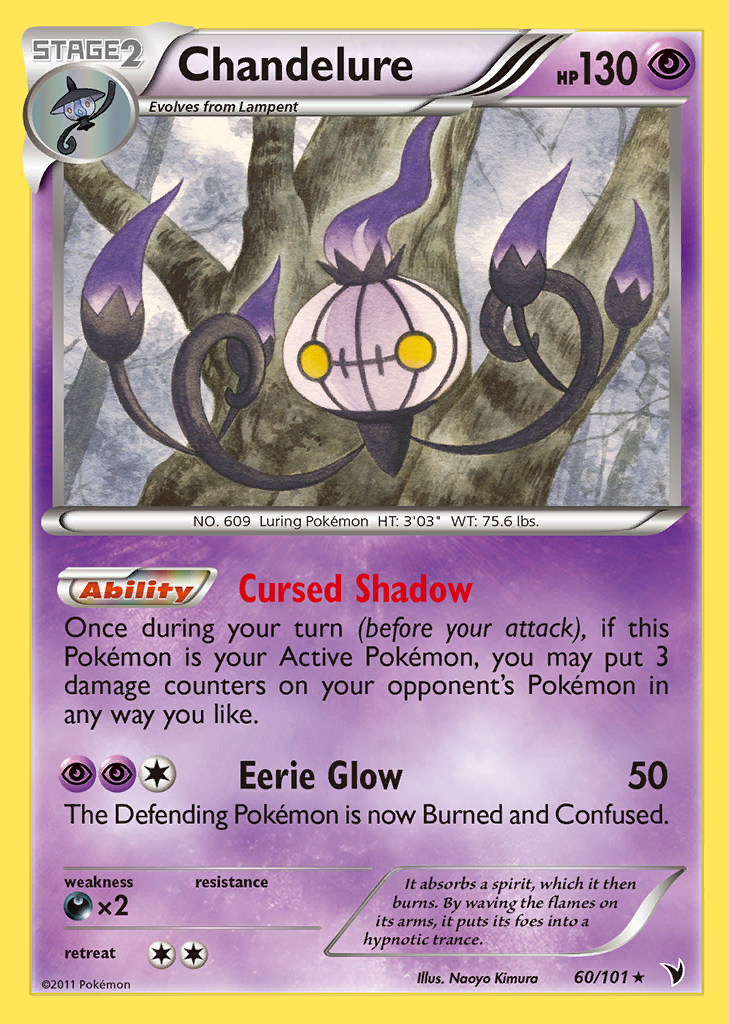 STAGE2
Chandelure
HP130
Evolves from Lampent
NO. 609 Luring Pokémon HT: 3'03" WT: 75.6 lbs.
Ability Cursed Shadow
Once during your turn (before your attack), if this
Pokémon is your Active Pokémon, you may put 3
damage counters on your opponent's Pokémon in
any way you like.
Eerie Glow 50
The Defending Pokémon is now Burned and Confused.
weakness resistance
×2
retreat
It absorbs a spirit, which it then
burns. By waving the flames on
its arms, it puts its foes into a
hypnotic trance.
©2011 Pokémon
Illus. Naoyo Kimura 60/101 ★